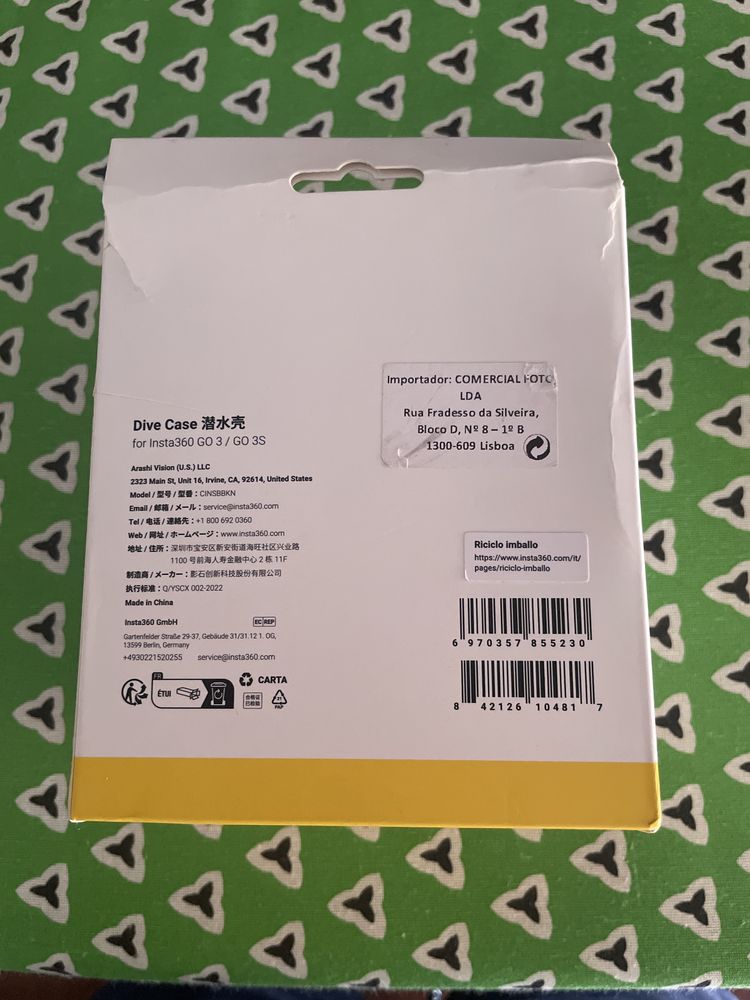 Dive Case 潜水壳
for Insta360 GO 3 / GO 3S
Arashi Vision (U.S.) LLC
2323 Main St, Unit 16, Irvine, CA, 92614, United States
Model / 型号 / 型番：CINSBBKN
Email / 邮箱 / メール：service@insta360.com
Tel / 电话 / 連絡先：+1 800 692 0360
Web / 网址 / ホームページ：www.insta360.com
地址 / 住所：深圳市宝安区新安街道海旺社区兴业路
1100 号前海人寿金融中心 2 栋 11F
制造商 / メーカー：影石创新科技股份有限公司
执行标准：Q/YSCX 002-2022
Made in China
Insta360 GmbH EC REP
Gartenfelder Straße 29-37, Gebäude 31/31.12 1. OG,
13599 Berlin, Germany
+4930221520255 service@insta360.com
FR
ÉTUI
CARTA
合格证
已检验
21
PAP
Importador: COMERCIAL FOTO,
LDA
Rua Fradesso da Silveira,
Bloco D, Nº 8 – 1º B
1300-609 Lisboa
Riciclo imballo
https://www.insta360.com/it/
pages/riciclo-imballo
6 970357 855230
8 42126 10481 7